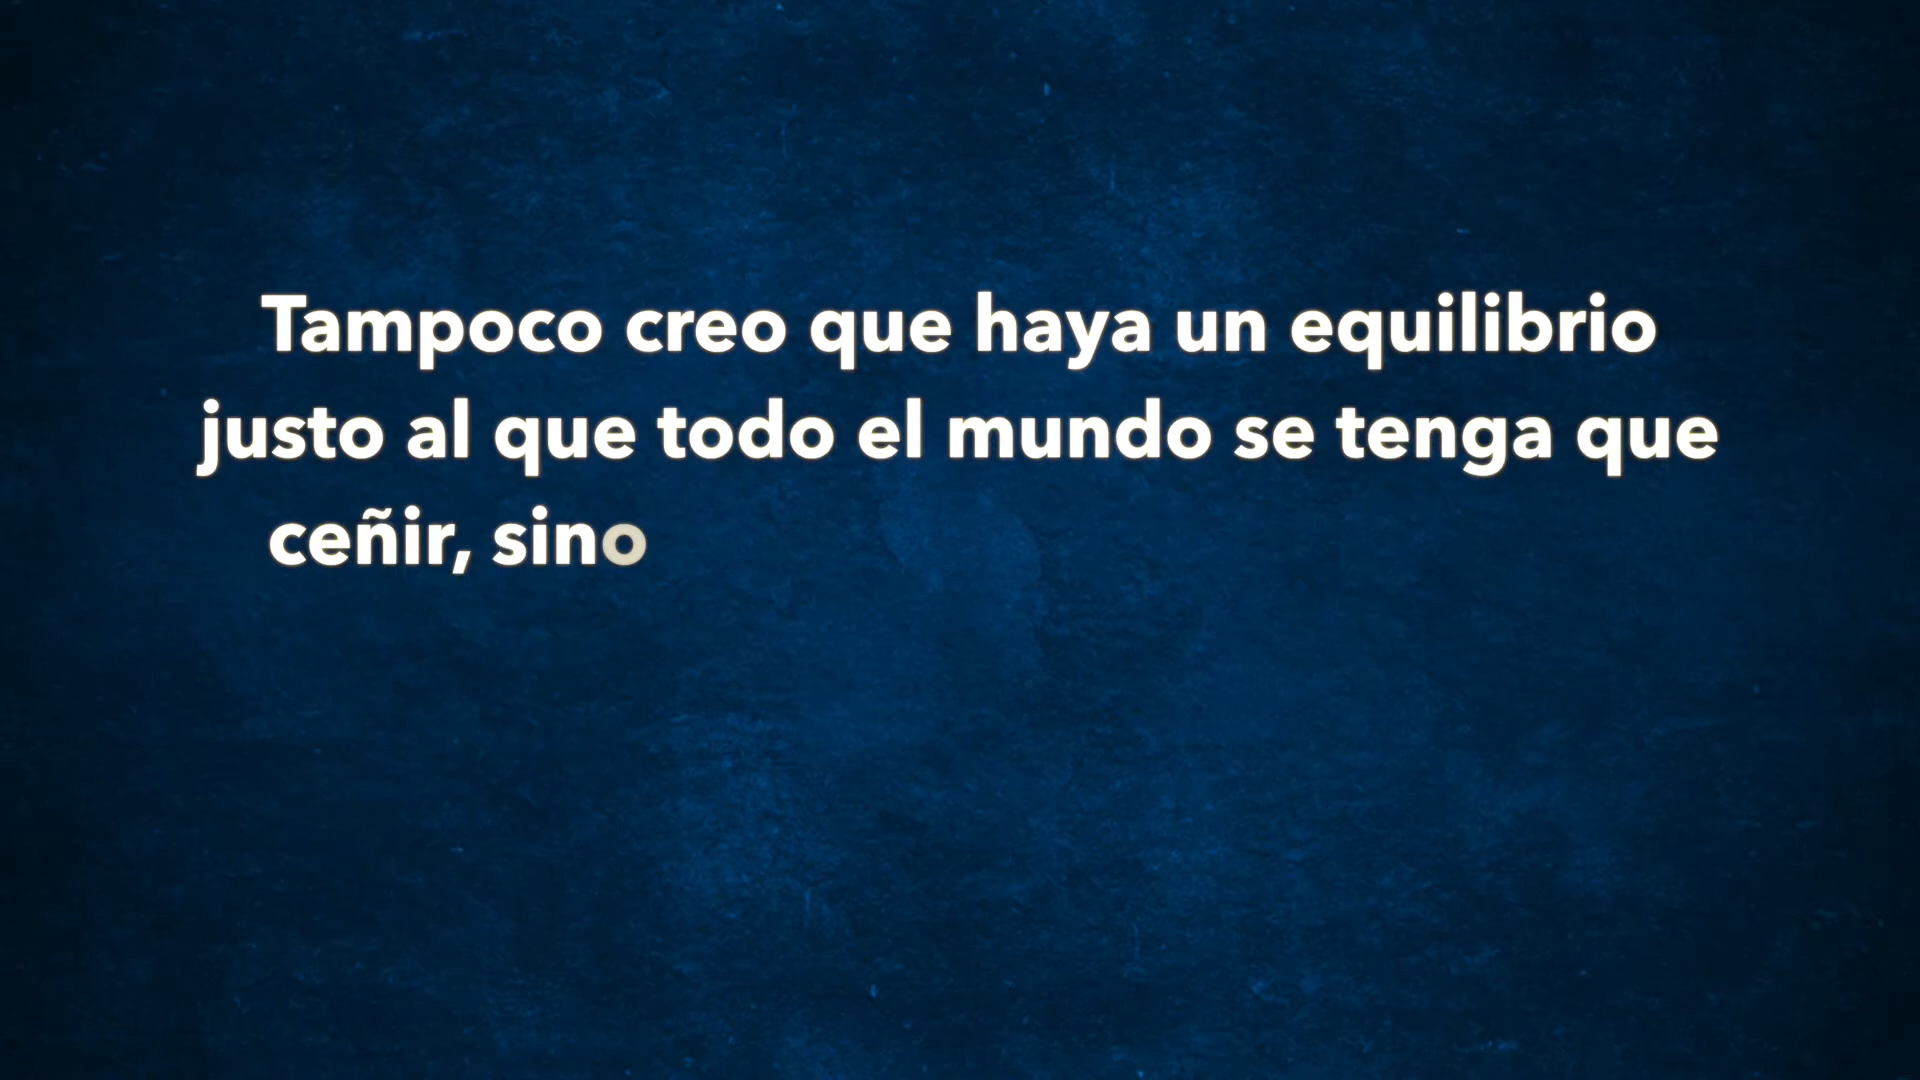 Tampoco creo que haya un equilibrio
justo al que todo el mundo se tenga que
ceñir, sino